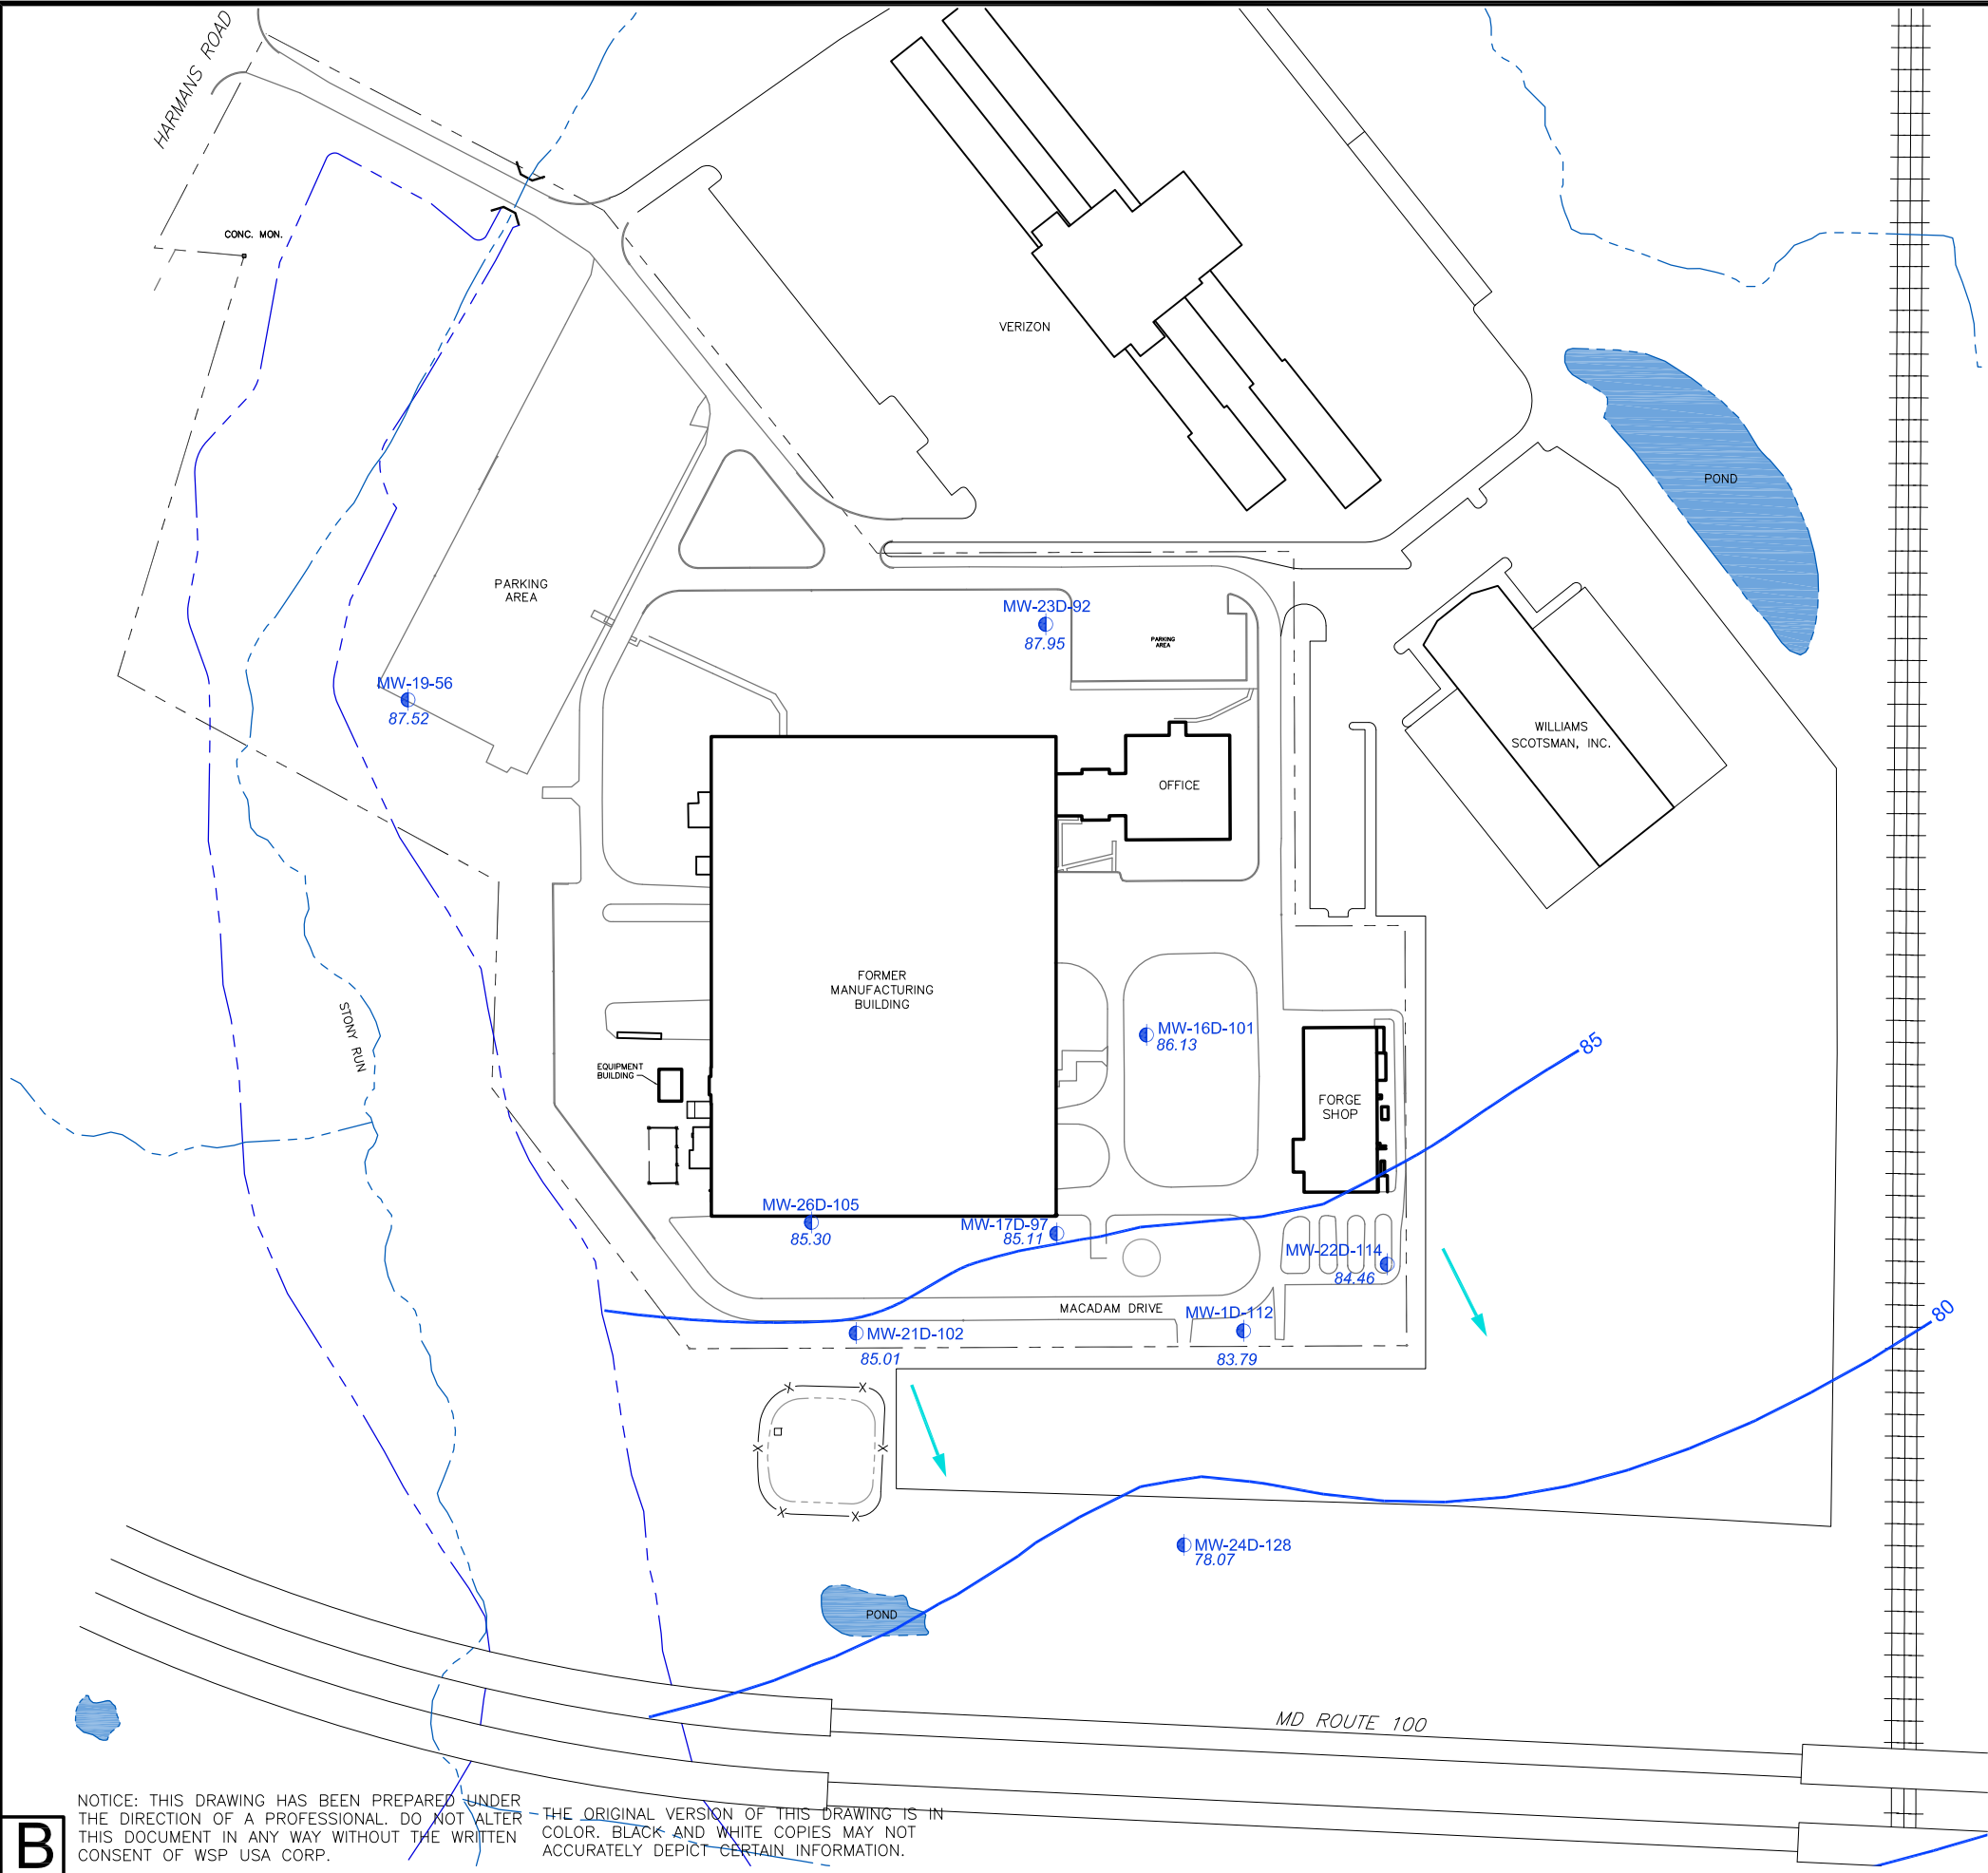 HARMANS ROAD
CONC. MON.
VERIZON
POND
PARKING
AREA
MW-23D-92
87.95
PARKING
AREA
MW-19-56
87.52
WILLIAMS
SCOTSMAN, INC.
OFFICE
FORMER
MANUFACTURING
BUILDING
STONY RUN
MW-16D-101
86.13
85
EQUIPMENT
BUILDING
FORGE
SHOP
MW-26D-105
85.30
MW-17D-97
85.11
MW-22D-114
84.46
MACADAM DRIVE
MW-1D-112
83.79
80
MW-21D-102
85.01
X X
X X
X X
MW-24D-128
78.07
POND
MD ROUTE 100
B
NOTICE: THIS DRAWING HAS BEEN PREPARED UNDER
THE DIRECTION OF A PROFESSIONAL. DO NOT ALTER
THIS DOCUMENT IN ANY WAY WITHOUT THE WRITTEN
CONSENT OF WSP USA CORP.
THE ORIGINAL VERSION OF THIS DRAWING IS IN
COLOR. BLACK AND WHITE COPIES MAY NOT
ACCURATELY DEPICT CERTAIN INFORMATION.